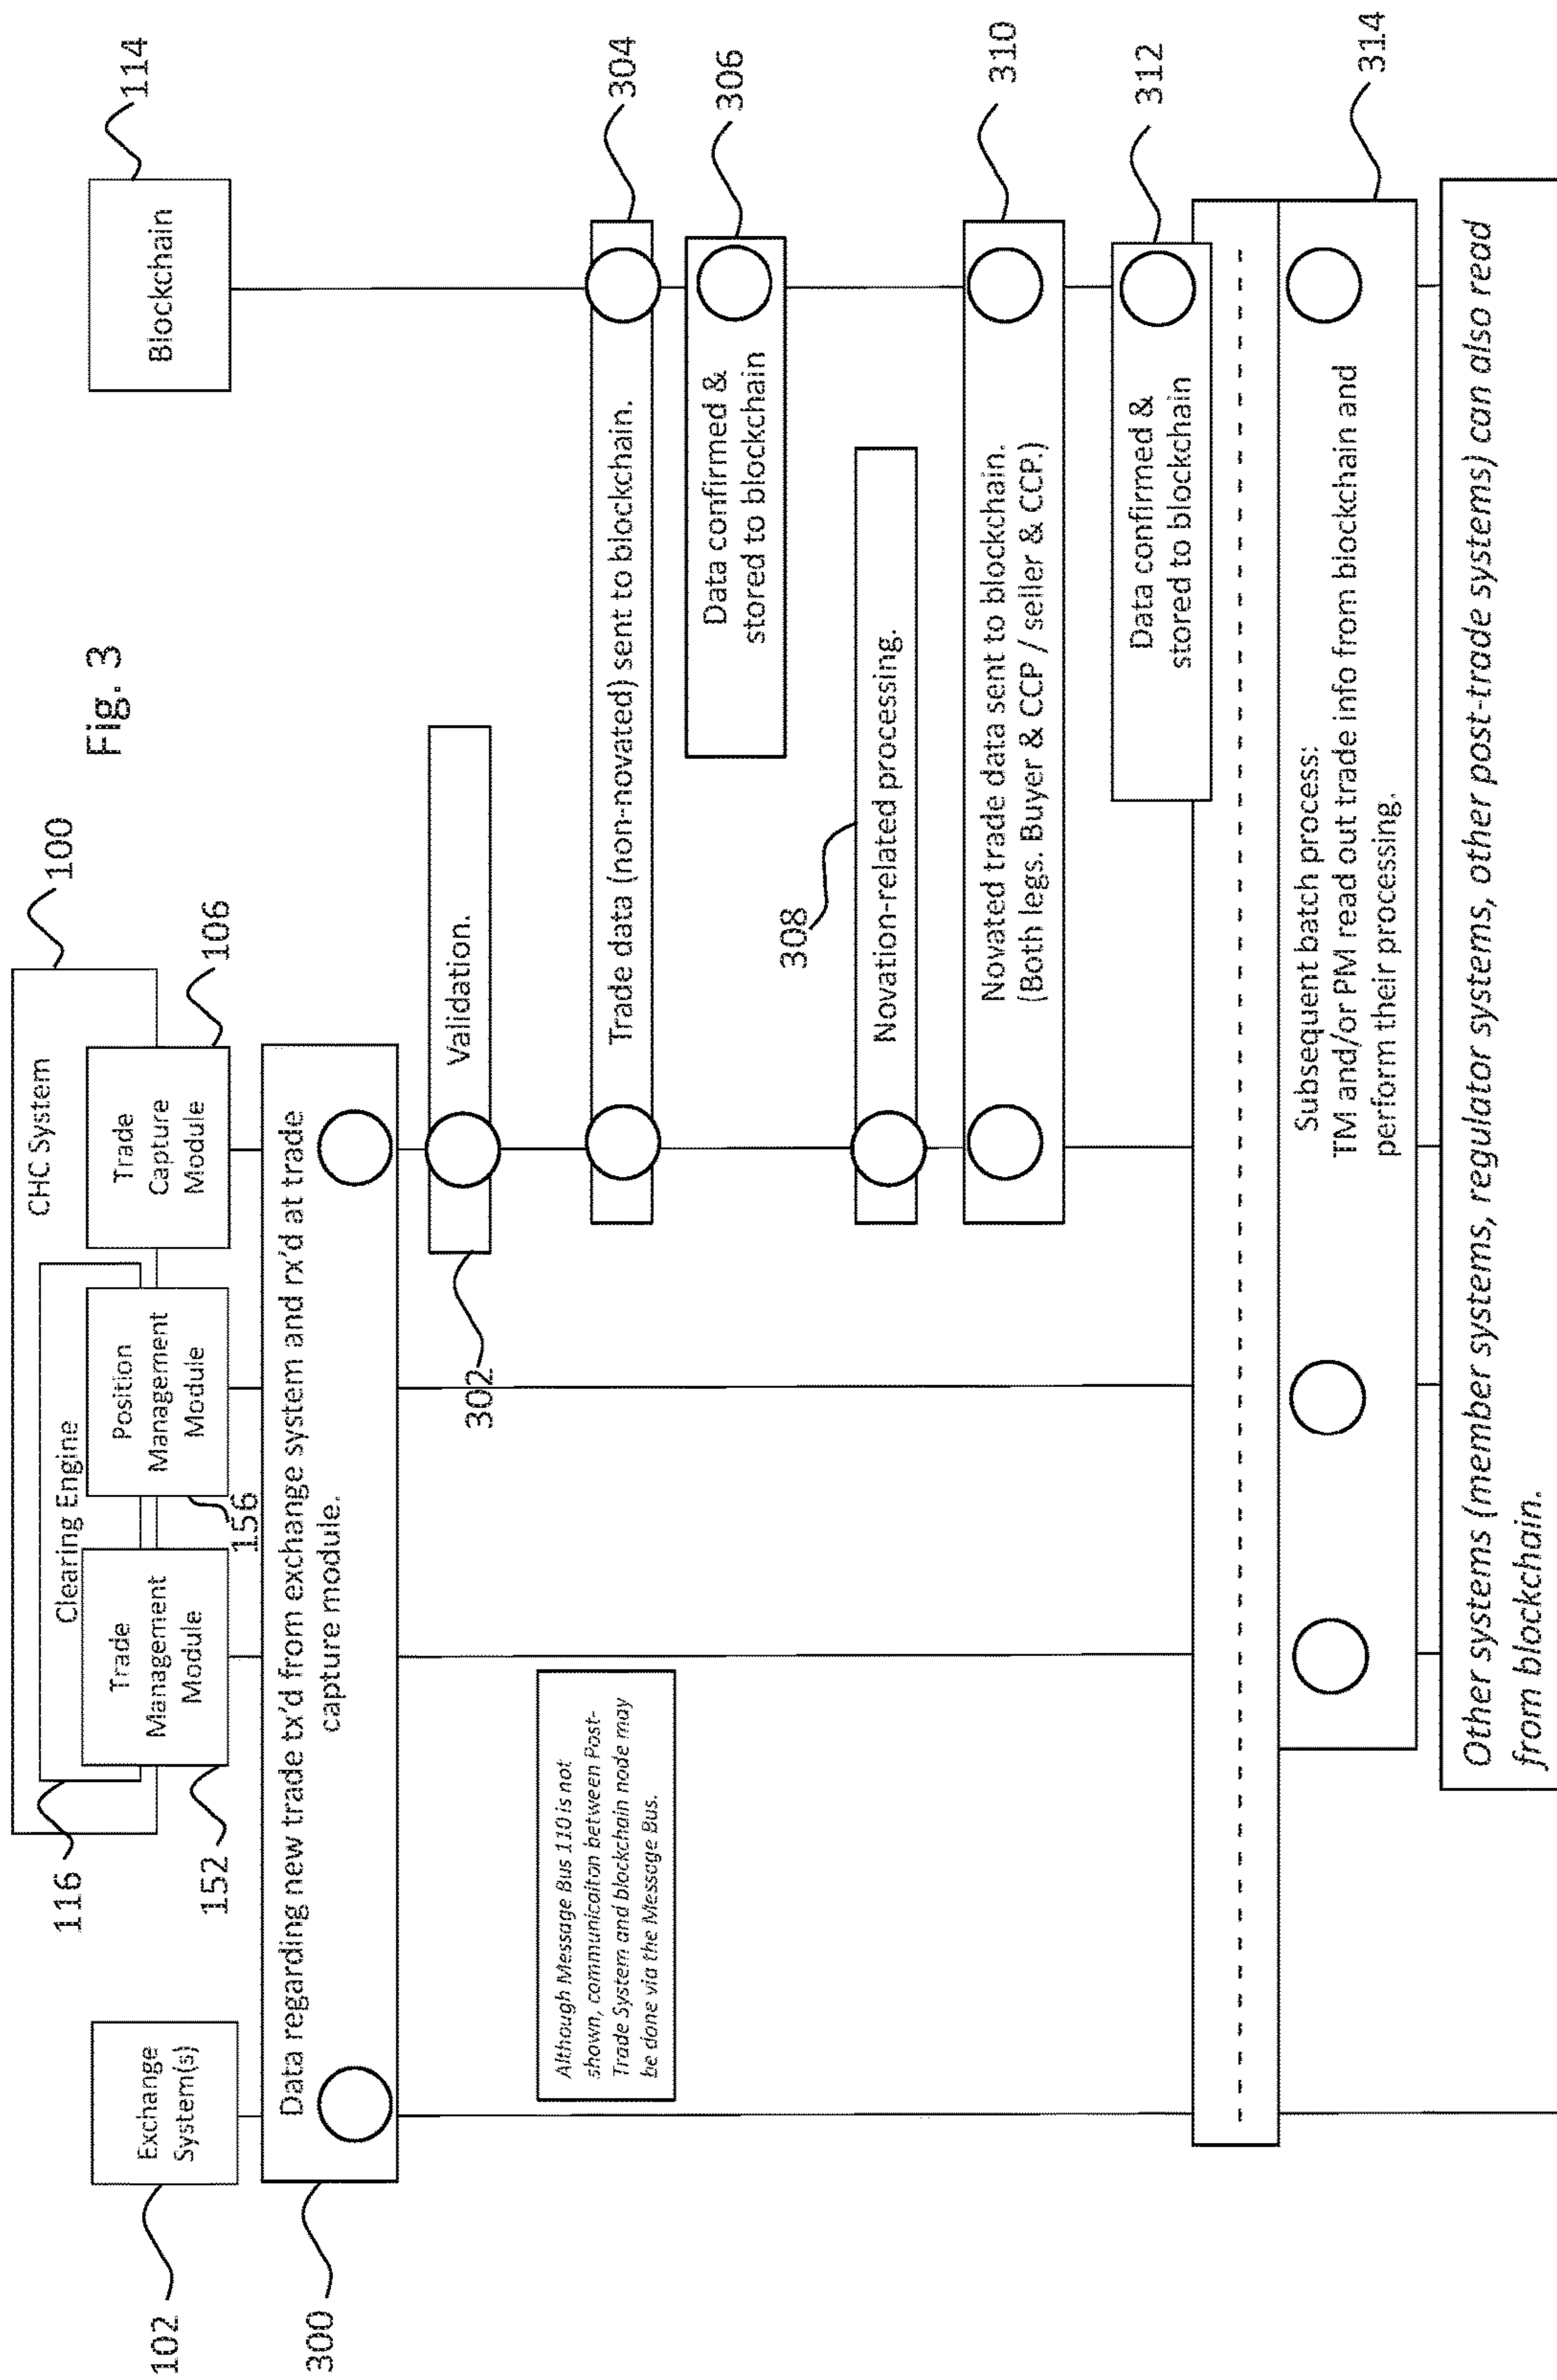 Fig. 3
100
CHC System
116
Clearing Engine
102
Exchange
System(s)
152
Trade
Management
Module
156
Position
Management
Module
106
Trade
Capture
Module
114
Blockchain
300
Data regarding new trade tx'd from exchange system and rx'd at trade
capture module.
302
Validation.
Although Message Bus 110 is not
shown, communicaiton between Post-
Trade System and blockchain node may
be done via the Message Bus.
304
Trade data (non-novated) sent to blockchain.
306
Data confirmed &
stored to blockchain
308
Novation-related processing.
310
Novated trade data sent to blockchain.
(Both legs. Buyer & CCP / seller & CCP.)
312
Data confirmed &
stored to blockchain
314
Subsequent batch process:
TM and/or PM read out trade info from blockchain and
perform their processing.
Other systems (member systems, regulator systems, other post-trade systems) can also read
from blockchain.